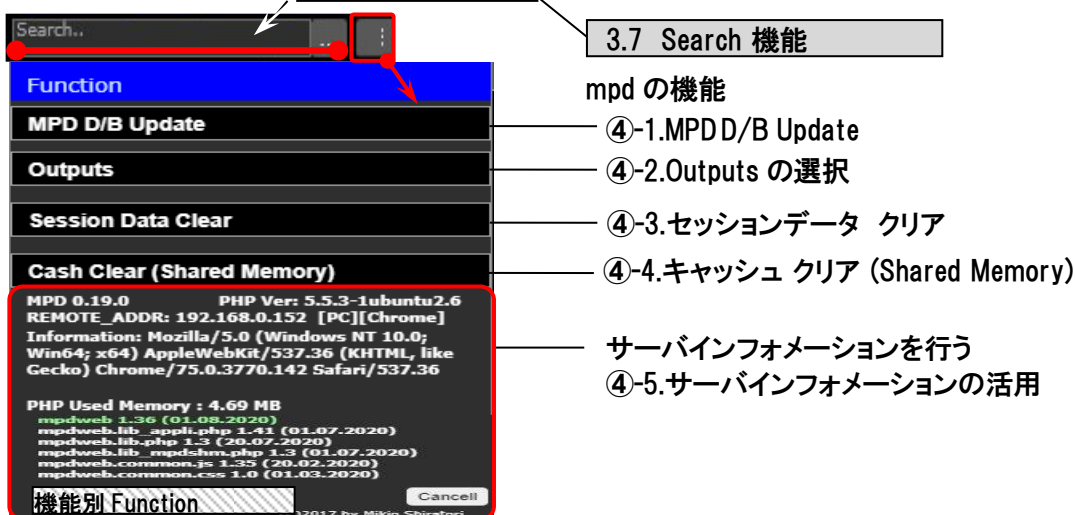 Search..
3.7 Search 機能
Function
mpd の機能
MPD D/B Update
④-1.MPD D/B Update
Outputs
④-2.Outputs の選択
Session Data Clear
④-3.セッションデータ クリア
Cash Clear (Shared Memory)
④-4.キャッシュ クリア (Shared Memory)
MPD 0.19.0 PHP Ver: 5.5.3-1ubuntu2.6
REMOTE_ADDR: 192.168.0.152 [PC][Chrome]
Information: Mozilla/5.0 (Windows NT 10.0;
Win64; x64) AppleWebKit/537.36 (KHTML, like
Gecko) Chrome/75.0.3770.142 Safari/537.36
サーバインフォメーションを行う
④-5.サーバインフォメーションの活用
PHP Used Memory : 4.69 MB
mpdweb 1.36 (01.08.2020)
mpdweb.lib_appli.php 1.41 (01.07.2020)
mpdweb.lib.php 1.3 (20.07.2020)
mpdweb.lib_mpdshm.php 1.3 (01.07.2020)
mpdweb.common.js 1.35 (20.02.2020)
mpdweb.common.css 1.0 (01.03.2020)
機能別 Function
Cancell
2017 by Mikio Shiratori